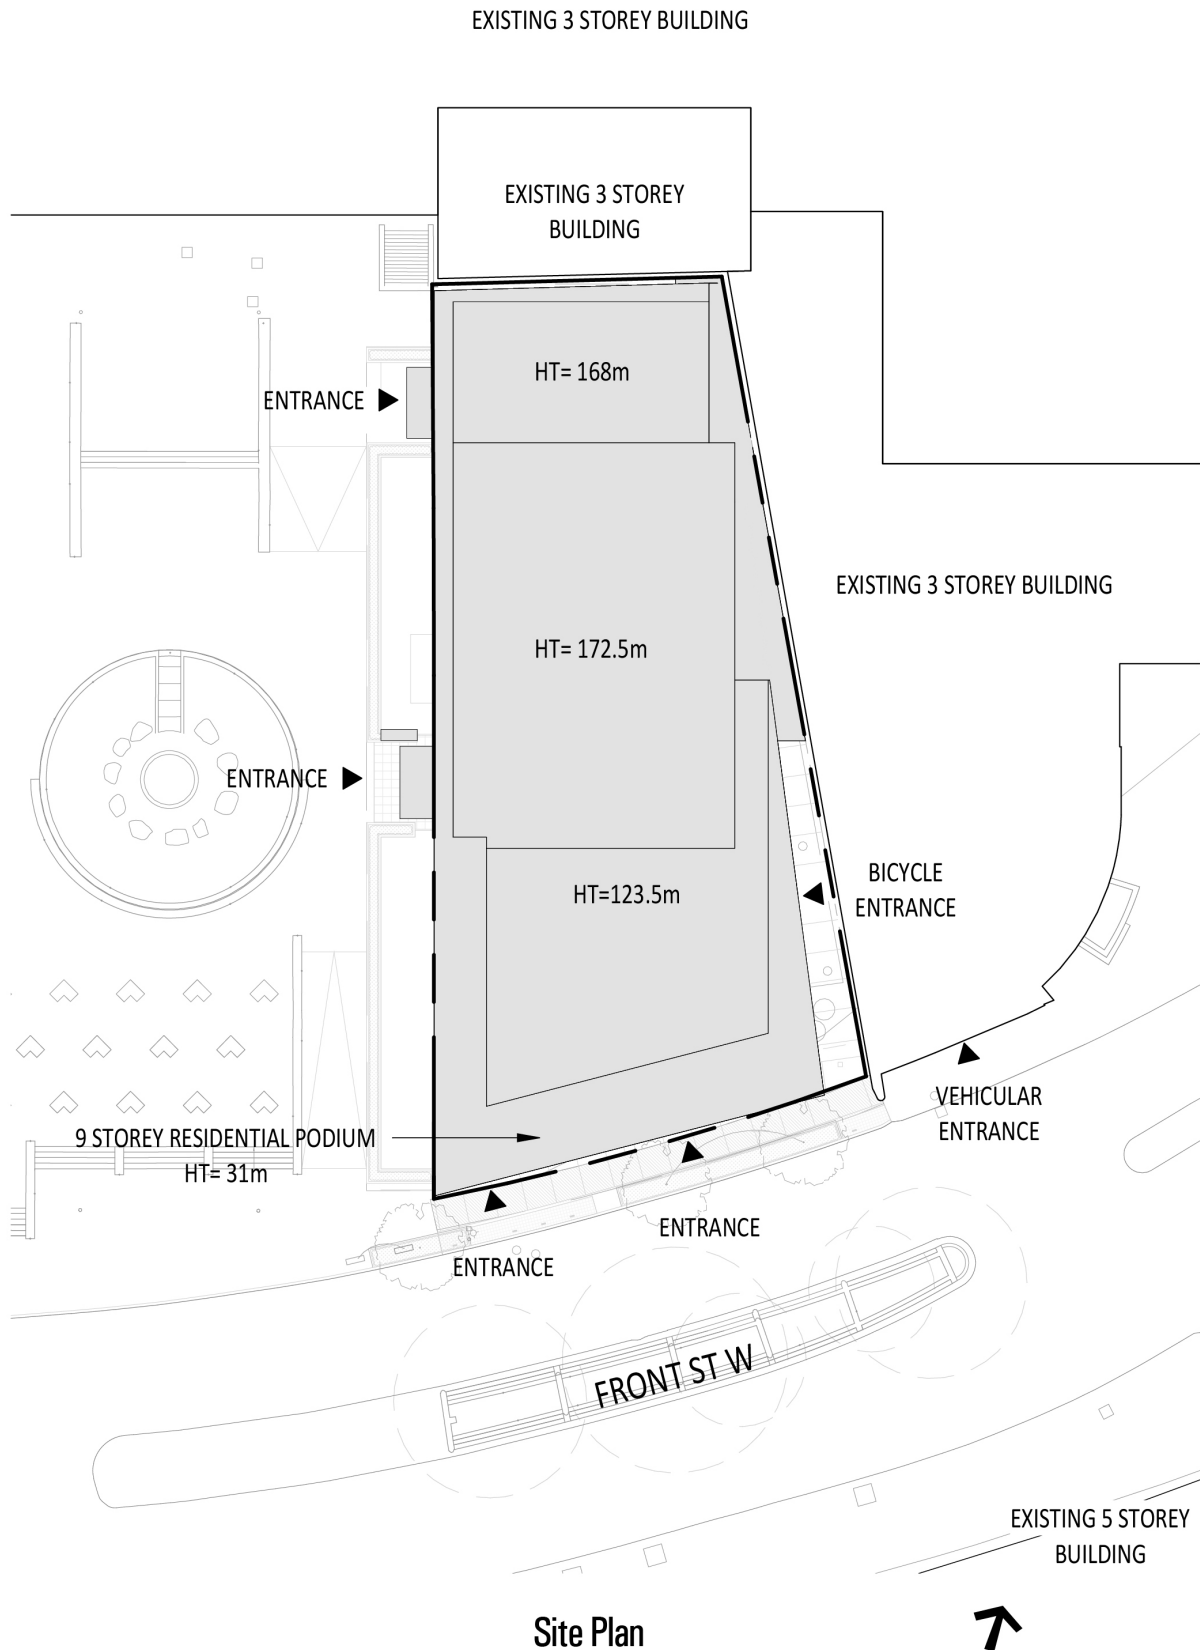 EXISTING 3 STOREY BUILDING
EXISTING 3 STOREY
BUILDING
HT= 168m
ENTRANCE
EXISTING 3 STOREY BUILDING
HT= 172.5m
ENTRANCE
BICYCLE
ENTRANCE
HT=123.5m
VEHICULAR
ENTRANCE
9 STOREY RESIDENTIAL PODIUM
HT= 31m
ENTRANCE
ENTRANCE
FRONT ST W
EXISTING 5 STOREY
BUILDING
Site Plan